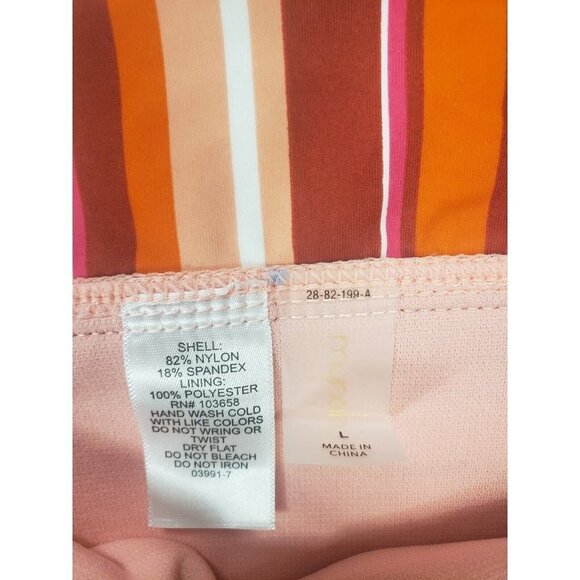 SHELL:
82% NYLON
18% SPANDEX
LINING:
100% POLYESTER
RN# 103658
HAND WASH COLD
WITH LIKE COLORS
DO NOT WRING OR
TWIST
DRY FLAT
DO NOT BLEACH
DO NOT IRON
03991-7
28-82-199-A
L
MADE IN
CHINA